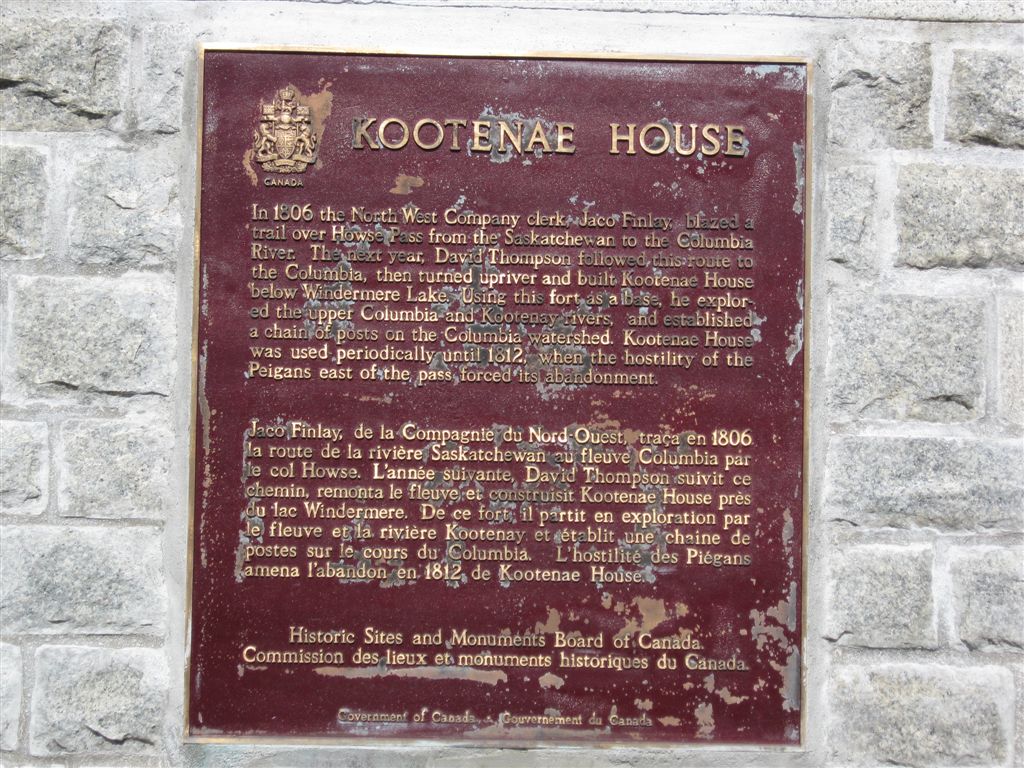 CANADA
KOOTENAE HOUSE
In 1806 the North West Company clerk, Jaco Finlay, blazed a
trail over Howse Pass from the Saskatchewan to the Columbia
River. The next year, David Thompson followed this route to
the Columbia, then turned upriver and built Kootenae House
below Windermere Lake. Using this fort as a base, he explor-
ed the upper Columbia and Kootenay rivers, and established
a chain of posts on the Columbia watershed. Kootenae House
was used periodically until 1812, when the hostility of the
Peigans east of the pass forced its abandonment.
Jaco Finlay, de la Compagnie du Nord-Ouest, traça en 1806
la route de la rivière Saskatchewan au fleuve Columbia par
le col Howse. L'année suivante, David Thompson suivit ce
chemin, remonta le fleuve et construisit Kootenae House près
du lac Windermere. De ce fort, il partit en exploration par
le fleuve et la rivière Kootenay et établit une chaine de
postes sur le cours du Columbia. L'hostilité des Piégans
amena l'abandon en 1812 de Kootenae House.
Historic Sites and Monuments Board of Canada.
Commission des lieux et monuments historiques du Canada.
Government of Canada - Gouvernement du Canada